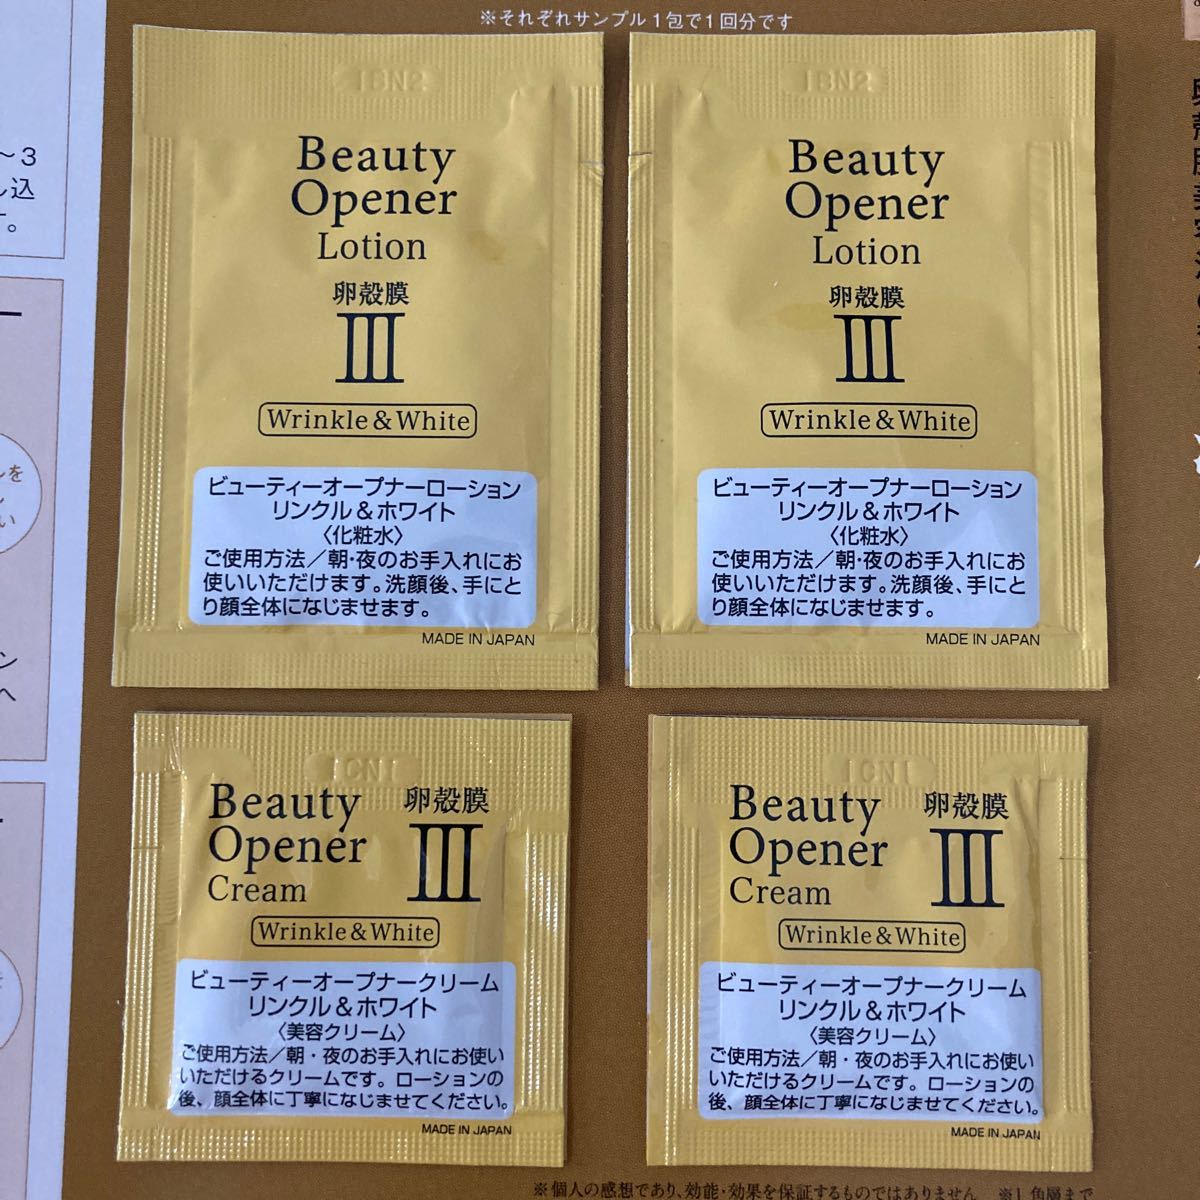 ※それぞれサンプル1包で1回分です
～3
し込
す。
IBN2
Beauty
Opener
Lotion
卵殻膜
III
Wrinkle & White
ビューティーオープナーローション
リンクル&ホワイト
〈化粧水〉
ご使用方法/朝・夜のお手入れにお
使いいただけます。洗顔後、手にと
り顔全体になじませます。
MADE IN JAPAN
IBN2
Beauty
Opener
Lotion
卵殻膜
III
Wrinkle & White
ビューティーオープナーローション
リンクル&ホワイト
〈化粧水〉
ご使用方法/朝・夜のお手入れにお
使いいただけます。洗顔後、手にと
り顔全体になじませます。
MADE IN JAPAN
ICN1
Beauty
Opener
Cream
卵殻膜
III
Wrinkle & White
ビューティーオープナークリーム
リンクル&ホワイト
〈美容クリーム〉
ご使用方法/朝・夜のお手入れにお使い
いただけるクリームです。ローションの
後、顔全体に丁寧になじませてください。
MADE IN JAPAN
ICN1
Beauty
Opener
Cream
卵殻膜
III
Wrinkle & White
ビューティーオープナークリーム
リンクル&ホワイト
〈美容クリーム〉
ご使用方法/朝・夜のお手入れにお使い
いただけるクリームです。ローションの
後、顔全体に丁寧になじませてください。
MADE IN JAPAN
※個人の感想であり、効能・効果を保証するものではありません ※1 角層まで